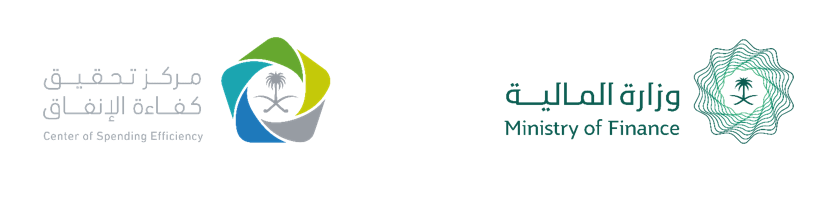 مركز تحقيق
كفاءة الإنفاق
Center of Spending Efficiency
وزارة المالية
Ministry of Finance